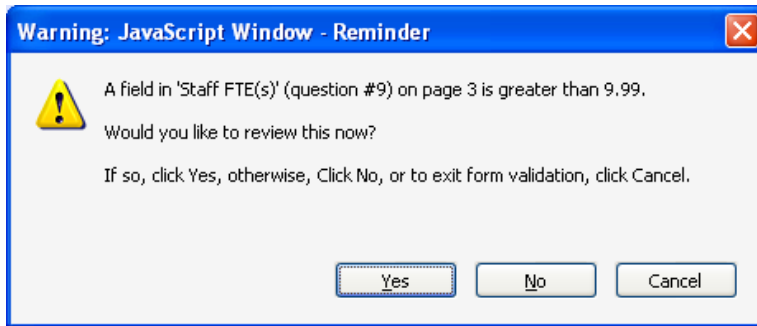 Warning: JavaScript Window - Reminder
A field in 'Staff FTE(s)' (question #9) on page 3 is greater than 9.99.
Would you like to review this now?
If so, click Yes, otherwise, Click No, or to exit form validation, click Cancel.
Yes No Cancel